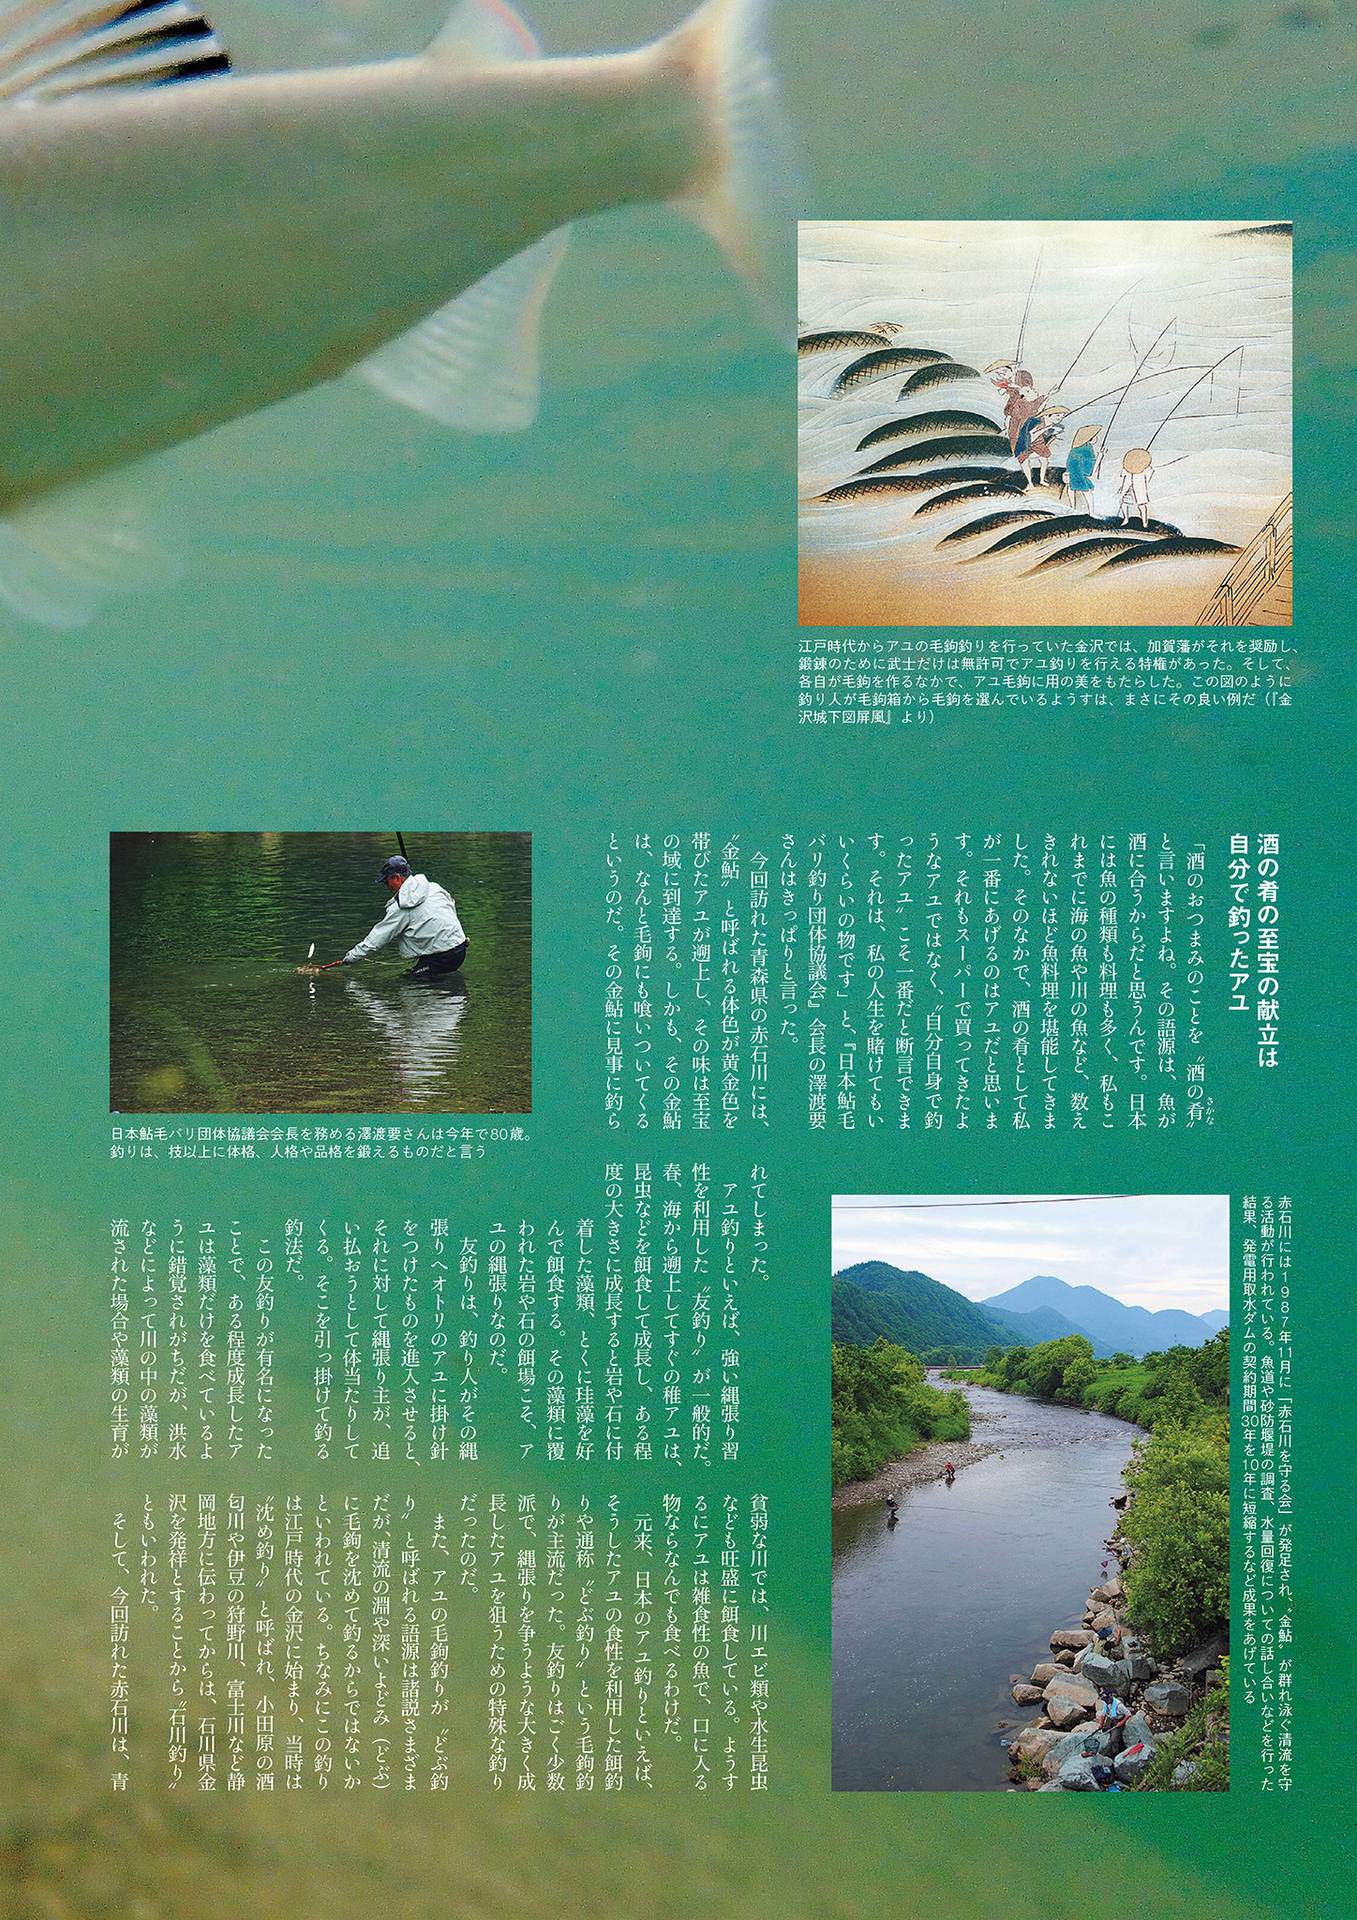 江戸時代からアユの毛鉤釣りを行っていた金沢では、加賀藩がそれを奨励し、
鍛錬のために武士だけは無許可でアユ釣りを行える特権があった。そして、
各自が毛鉤を作るなかで、アユ毛鉤に用の美をもたらした。この図のように
釣り人が毛鉤箱から毛鉤を選んでいるようすは、まさにその良い例だ（『金
沢城下図屏風』より）
酒の肴の至宝の献立は
自分で釣ったアユ
「酒のおつまみのことを〝酒の肴〟
さかな
と言いますよね。その語源は、魚が
酒に合うからだと思うんです。日本
には魚の種類も料理も多く、私もこ
れまでに海の魚や川の魚など、数え
きれないほど魚料理を堪能してきま
した。そのなかで、酒の肴として私
が一番にあげるのはアユだと思いま
す。それもスーパーで買ってきたよ
うなアユではなく、〝自分自身で釣
ったアユ〟こそ一番だと断言できま
す。それは、私の人生を賭けてもい
いくらいの物です」と、『日本鮎毛
バリ釣り団体協議会』会長の澤渡要
さんはきっぱりと言った。
今回訪れた青森県の赤石川には、
〝金鮎〟と呼ばれる体色が黄金色を
帯びたアユが遡上し、その味は至宝
の域に到達する。しかも、その金鮎
は、なんと毛鉤にも喰いついてくる
というのだ。その金鮎に見事に釣ら
日本鮎毛バリ団体協議会会長を務める澤渡要さんは今年で80歳。
釣りは、技以上に体格、人格や品格を鍛えるものだと言う
赤石川には1987年11月に「赤石川を守る会」が発足され、〝金鮎〟が群れ泳ぐ清流を守
る活動が行われている。魚道や砂防堰堤の調査、水量回復についての話し合いなどを行った
結果、発電用取水ダムの契約期間30年を10年に短縮するなど成果をあげている
れてしまった。
アユ釣りといえば、強い縄張り習
性を利用した〝友釣り〟が一般的だ。
春、海から遡上してすぐの稚アユは、
昆虫などを餌食して成長し、ある程
度の大きさに成長すると岩や石に付
着した藻類、とくに珪藻を好
んで餌食する。その藻類に覆
われた岩や石の餌場こそ、ア
ユの縄張りなのだ。
友釣りは、釣り人がその縄
張りへオトリのアユに掛け針
をつけたものを進入させると、
それに対して縄張り主が、追
い払おうとして体当たりして
くる。そこを引っ掛けて釣る
釣法だ。
この友釣りが有名になった
ことで、ある程度成長したア
ユは藻類だけを食べているよ
うに錯覚されがちだが、洪水
などによって川の中の藻類が
流された場合や藻類の生育が
貧弱な川では、川エビ類や水生昆虫
なども旺盛に餌食している。ようす
るにアユは雑食性の魚で、口に入る
物ならなんでも食べるわけだ。
元来、日本のアユ釣りといえば、
そうしたアユの食性を利用した餌釣
りや通称〝どぶ釣り〟という毛鉤釣
りが主流だった。友釣りはごく少数
派で、縄張りを争うような大きく成
長したアユを狙うための特殊な釣り
だったのだ。
また、アユの毛鉤釣りが〝どぶ釣
り〟と呼ばれる語源は諸説さまざま
だが、清流の淵や深いよどみ（どぶ）
に毛鉤を沈めて釣るからではないか
といわれている。ちなみにこの釣り
は江戸時代の金沢に始まり、当時は
〝沈め釣り〟と呼ばれ、小田原の酒
匂川や伊豆の狩野川、富士川など静
岡地方に伝わってからは、石川県金
沢を発祥とすることから〝石川釣り〟
ともいわれた。
そして、今回訪れた赤石川は、青